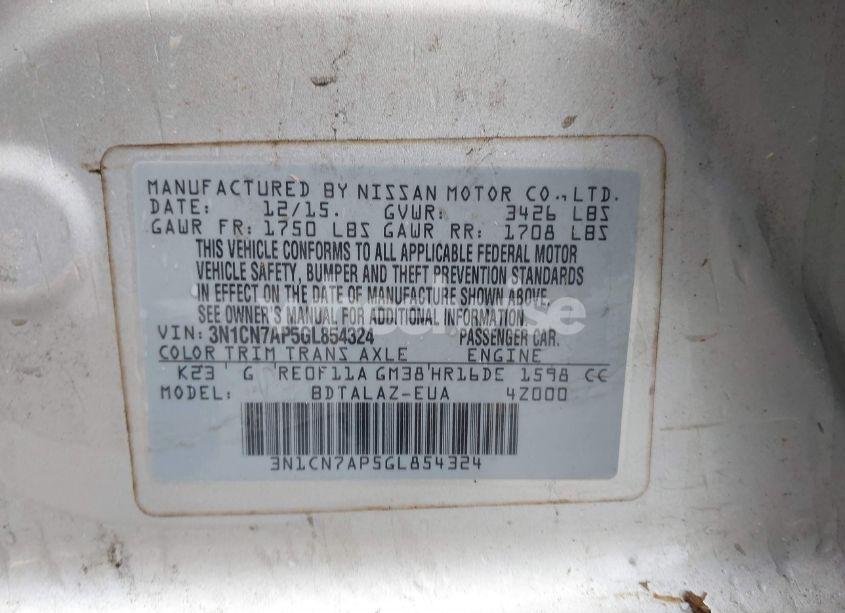 MANUFACTURED BY NISSAN MOTOR CO.,LTD.
DATE: 12/15. GVWR: 3426 LBS
GAWR FR: 1750 LBS GAWR RR: 1708 LBS
THIS VEHICLE CONFORMS TO ALL APPLICABLE FEDERAL MOTOR
VEHICLE SAFETY, BUMPER AND THEFT PREVENTION STANDARDS
IN EFFECT ON THE DATE OF MANUFACTURE SHOWN ABOVE.
SEE OWNER'S MANUAL FOR ADDITIONAL INFORMATION.
VIN: 3N1CN7AP5GL854324 PASSENGER CAR.
COLOR TRIM TRANS AXLE ENGINE
K23 G RE0F11A GM38 HR16DE 1598 CC
MODEL: BDTALAZ-EUA 4Z000
3N1CN7AP5GL854324